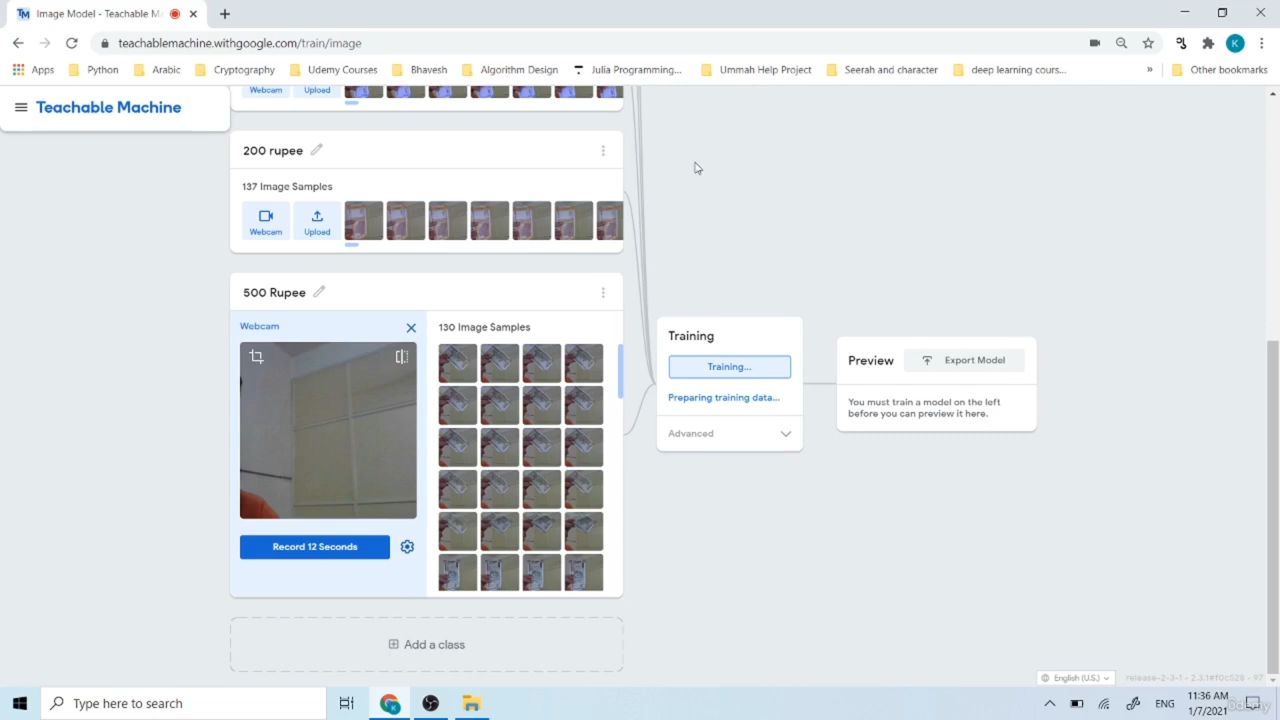 Image Model - Teachable Ma
teachablemachine.withgoogle.com/train/image
K
Apps Python Arabic Cryptography Udemy Courses Bhavesh Algorithm Design Julia Programming... Ummah Help Project Seerah and character deep learning cours... » Other bookmarks
Teachable Machine
Webcam Upload
200 rupee
137 Image Samples
Webcam Upload
500 Rupee
Webcam
130 Image Samples
Record 12 Seconds
Training
Training...
Preparing training data...
Advanced
Preview Export Model
You must train a model on the left
before you can preview it here.
Add a class
English (U.S.)
Type here to search
ENG
11:36 AM
1/7/2021
Udemy